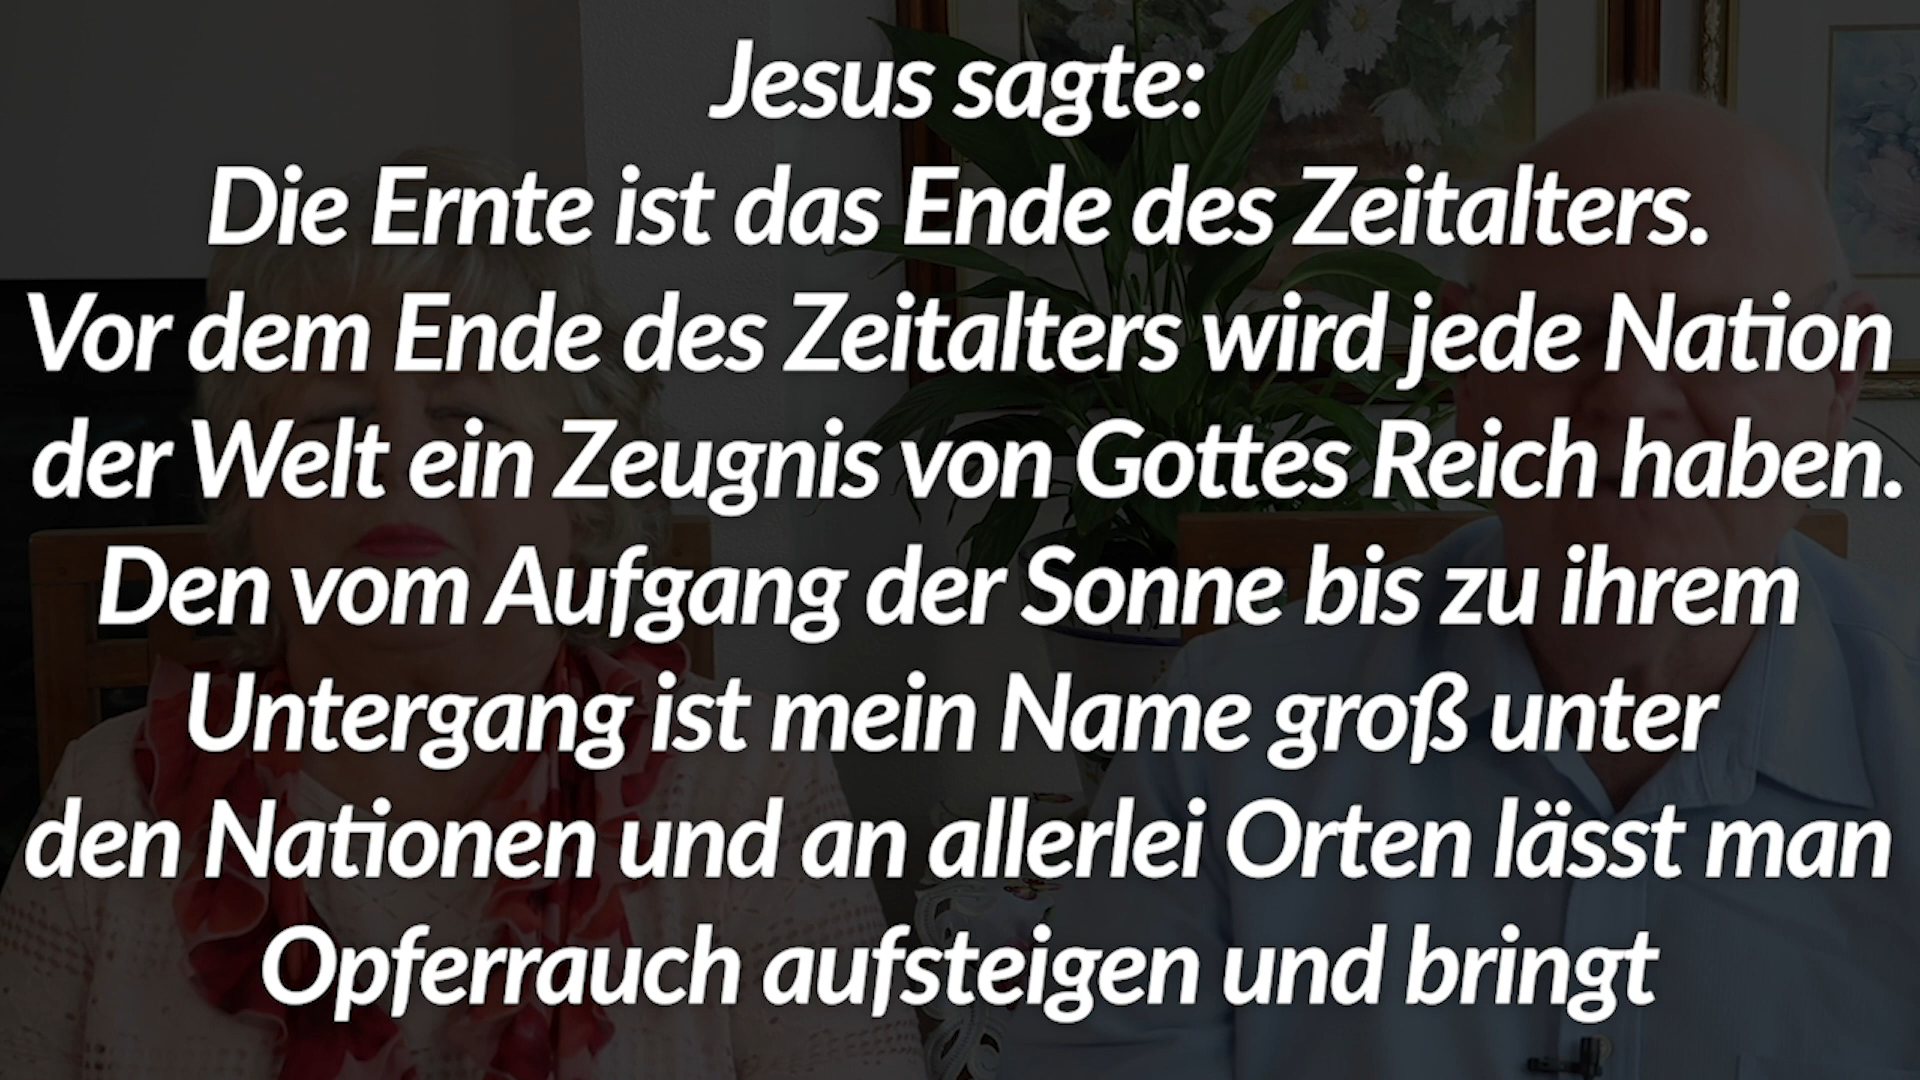 Jesus sagte:
Die Ernte ist das Ende des Zeitalters.
Vor dem Ende des Zeitalters wird jede Nation
der Welt ein Zeugnis von Gottes Reich haben.
Den vom Aufgang der Sonne bis zu ihrem
Untergang ist mein Name groß unter
den Nationen und an allerlei Orten lässt man
Opferrauch aufsteigen und bringt